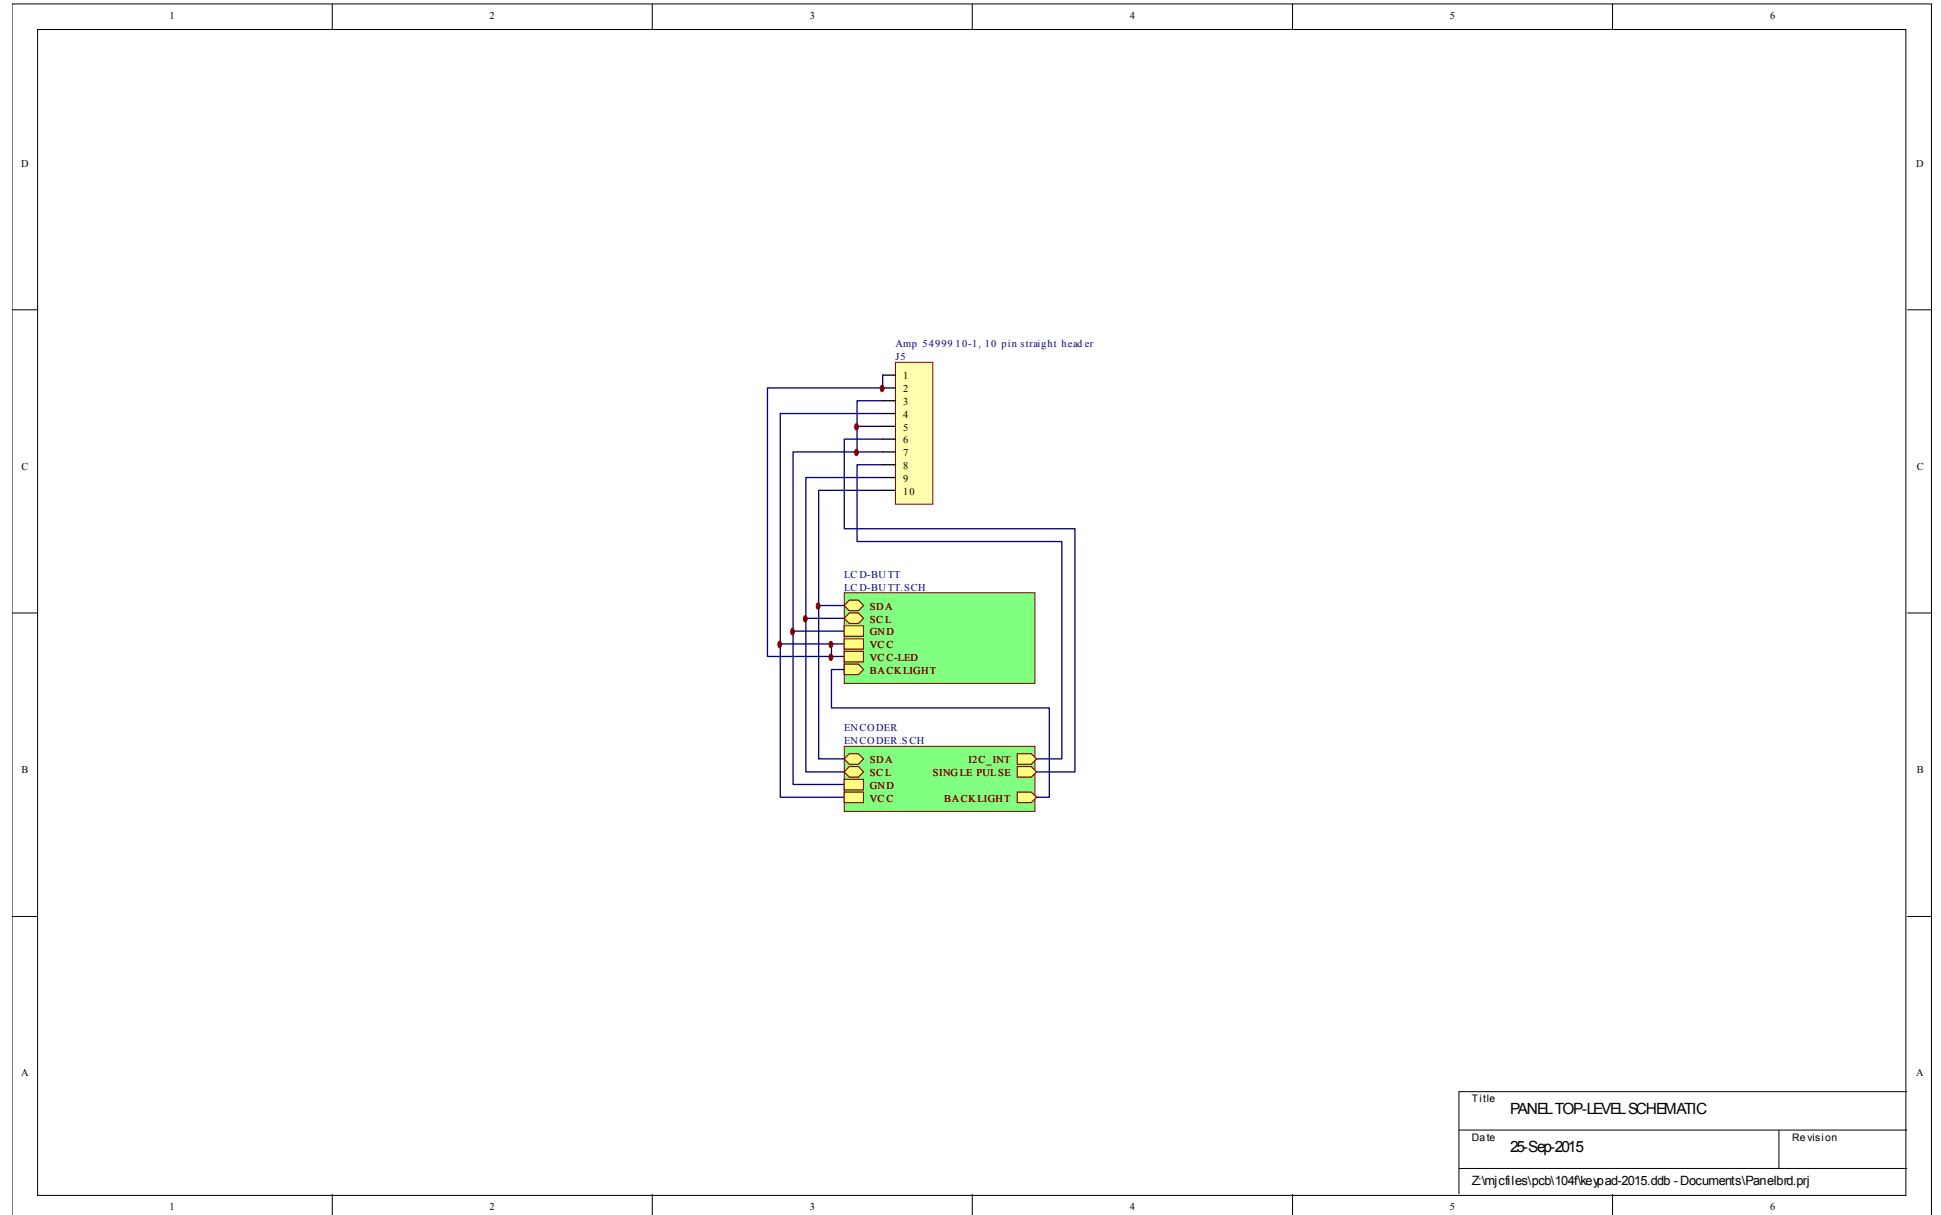 1 2 3 4 5 6
D D
Amp 5499910-1, 10 pin straight header
J5
1
2
3
4
5
6
7
8
9
10
C C
LCD-BUTT
LCD-BUTT.SCH
SDA
SCL
GND
VCC
VCC-LED
BACKLIGHT
ENCODER
ENCODER.SCH
SDA I2C_INT
SCL SINGLE PULSE
GND
VCC BACKLIGHT
B B
A A
Title PANEL TOP-LEVEL SCHEMATIC
Date 25-Sep-2015 Revision
Z:\mjcfiles\pcb\104f\keypad-2015.ddb - Documents\Panelbrd.prj
1 2 3 4 5 6